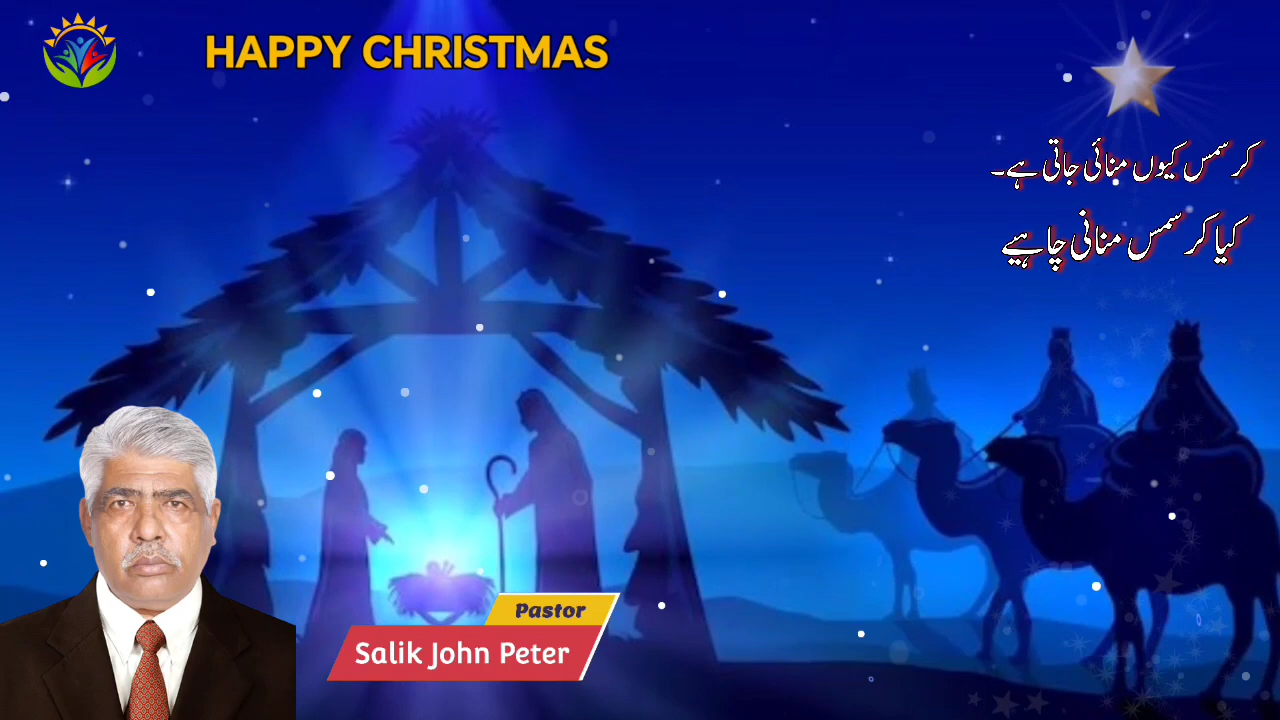 HAPPY CHRISTMAS
کرسمس کیوں منائی جاتی ہے۔
کیا کرسمس منانی چاہیے
Pastor
Salik John Peter